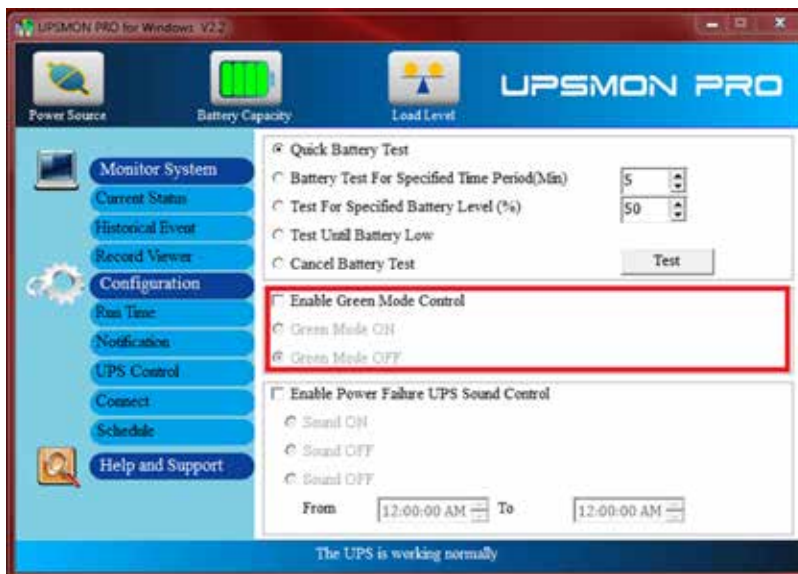 UPSMON PRO for Windows V2.2
UPSMON PRO
Power Source
Battery Capacity
Load Level
Monitor System
Current Status
Historical Event
Record Viewer
Configuration
Run Time
Notification
UPS Control
Connect
Schedule
Help and Support
Quick Battery Test
Battery Test For Specified Time Period(Min) 5
Test For Specified Battery Level (%) 50
Test Until Battery Low
Cancel Battery Test Test
Enable Green Mode Control
Green Mode ON
Green Mode OFF
Enable Power Failure UPS Sound Control
Sound ON
Sound OFF
Sound OFF
From 12:00:00 AM To 12:00:00 AM
The UPS is working normally